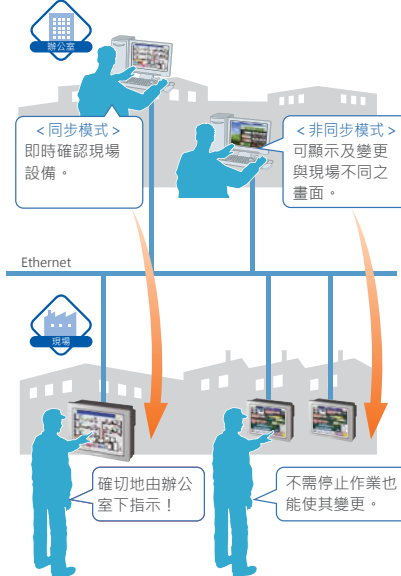 辦公室
<同步模式>
即時確認現場
設備。
<非同步模式>
可顯示及變更
與現場不同之
畫面。
Ethernet
現場
確切地由辦公
室下指示！
不需停止作業也
能使其變更。